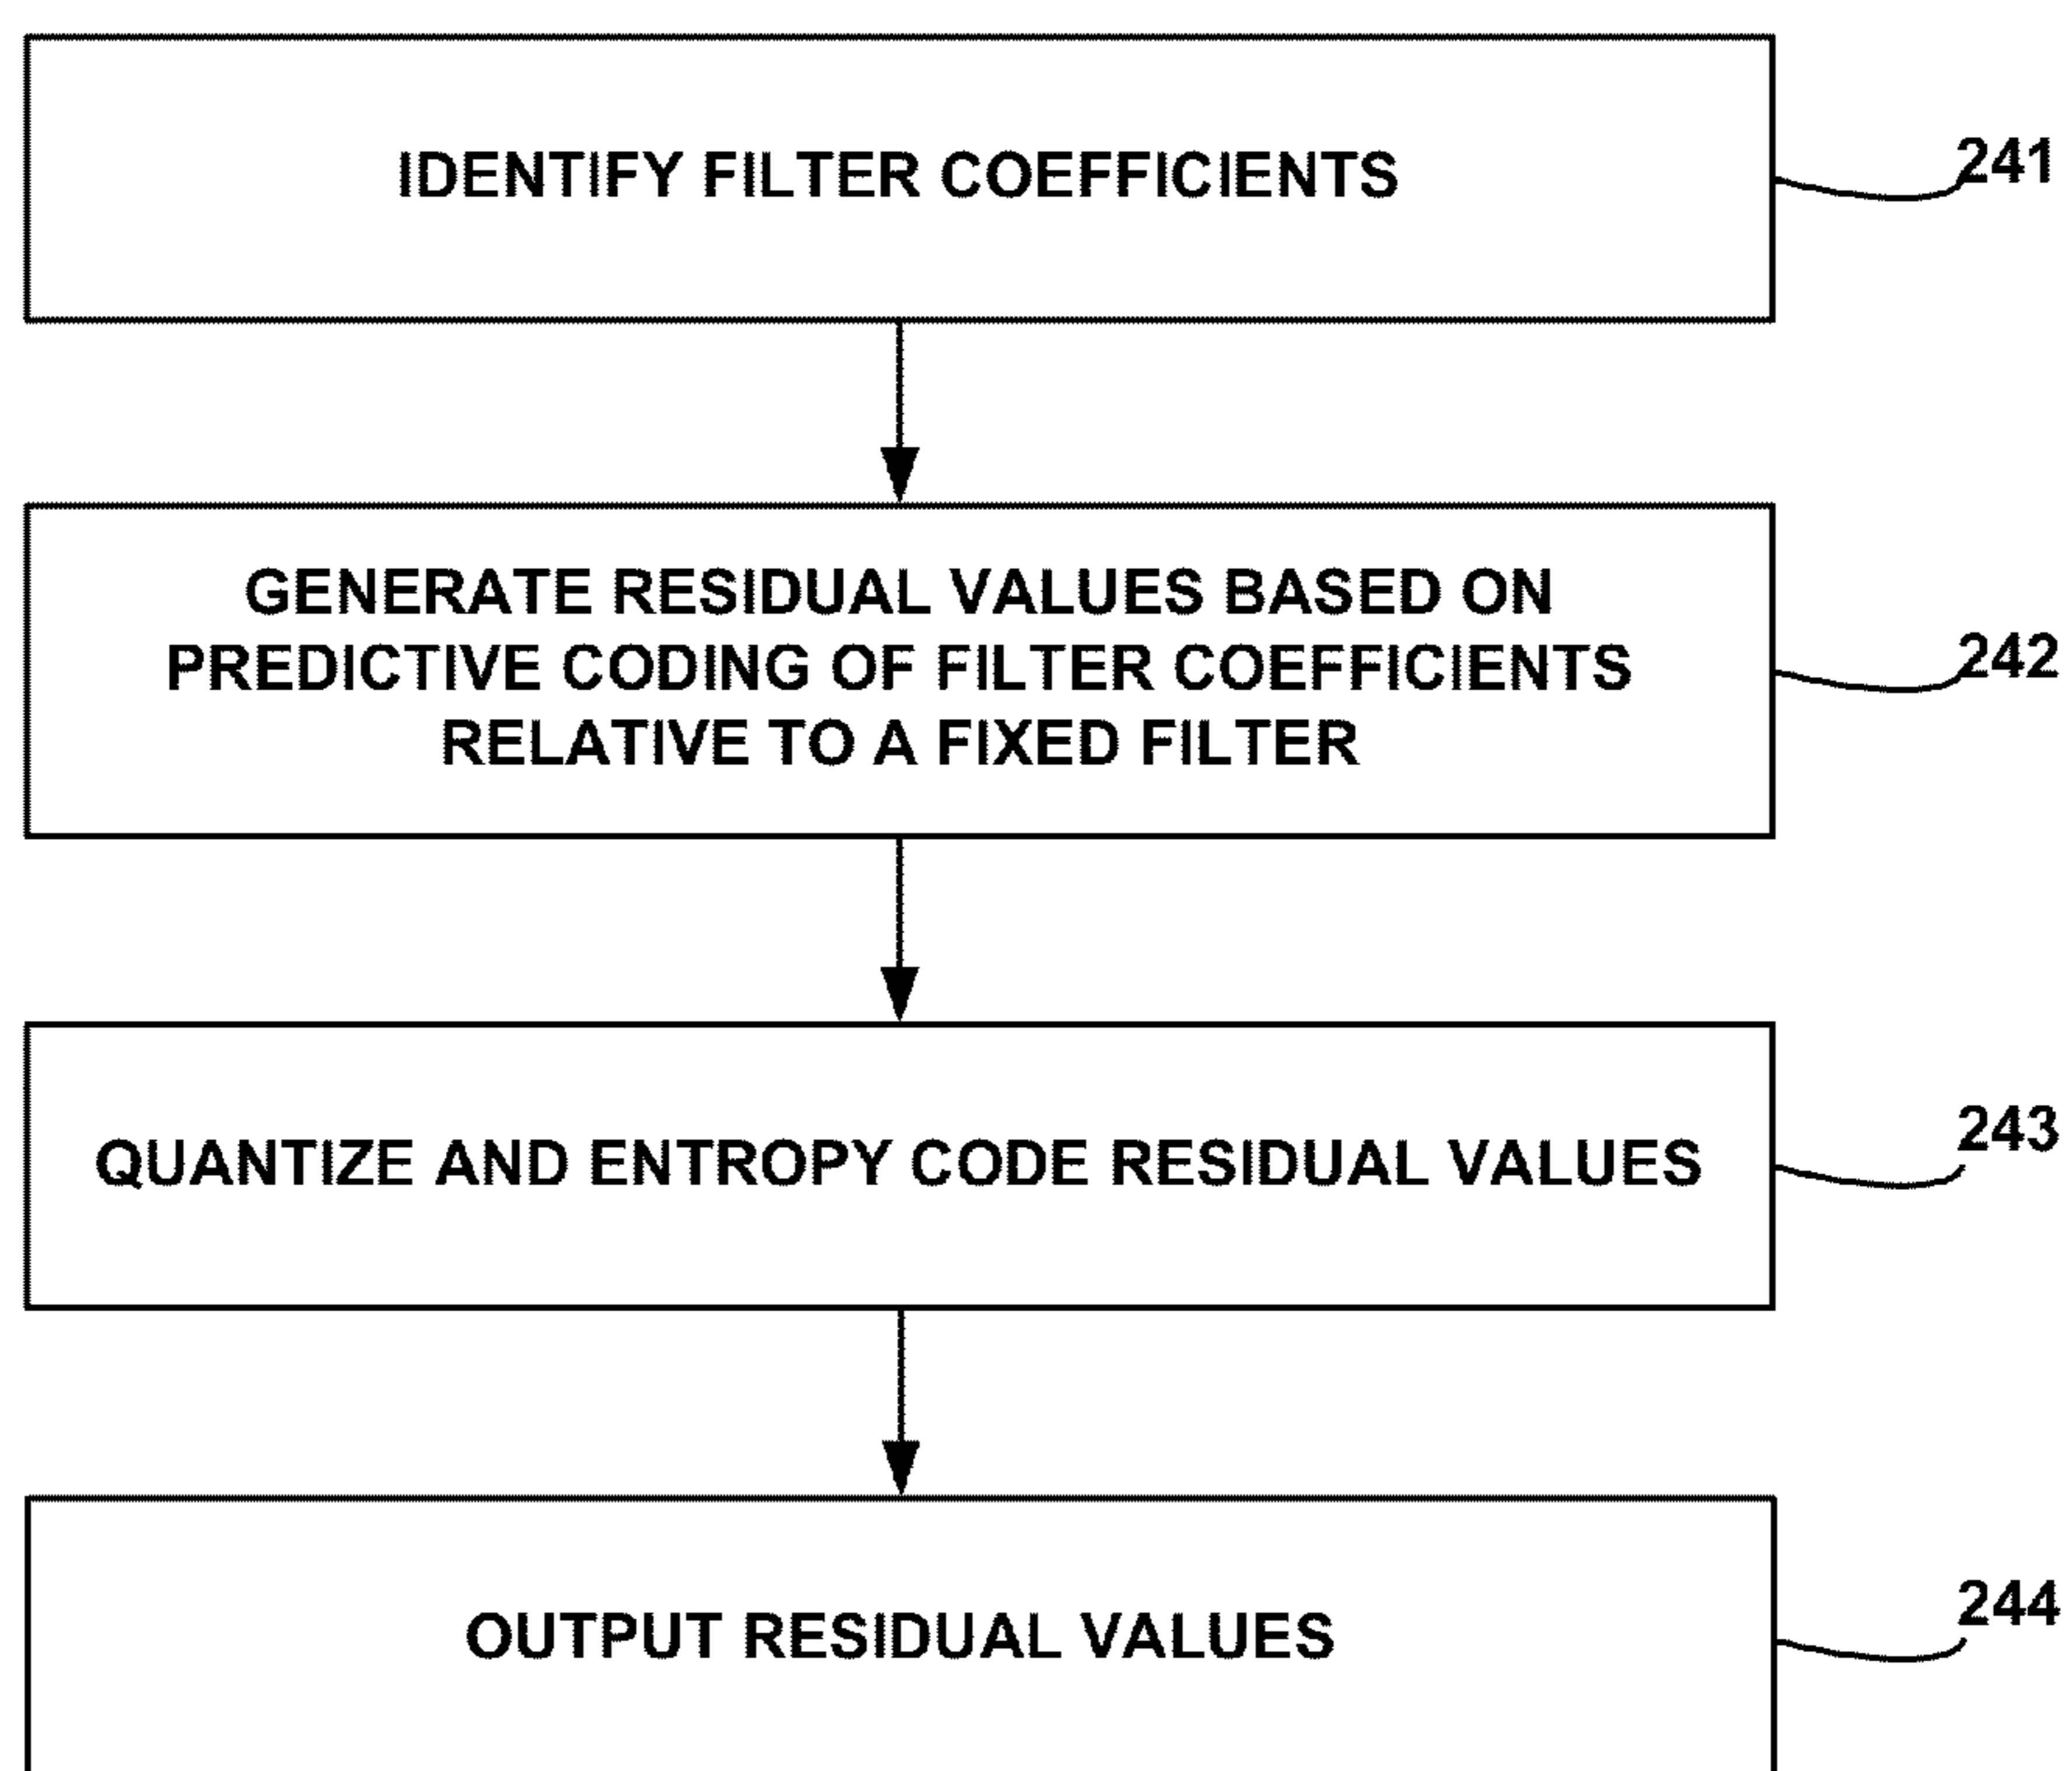 IDENTIFY FILTER COEFFICIENTS
241
GENERATE RESIDUAL VALUES BASED ON
PREDICTIVE CODING OF FILTER COEFFICIENTS
RELATIVE TO A FIXED FILTER
242
QUANTIZE AND ENTROPY CODE RESIDUAL VALUES
243
OUTPUT RESIDUAL VALUES
244